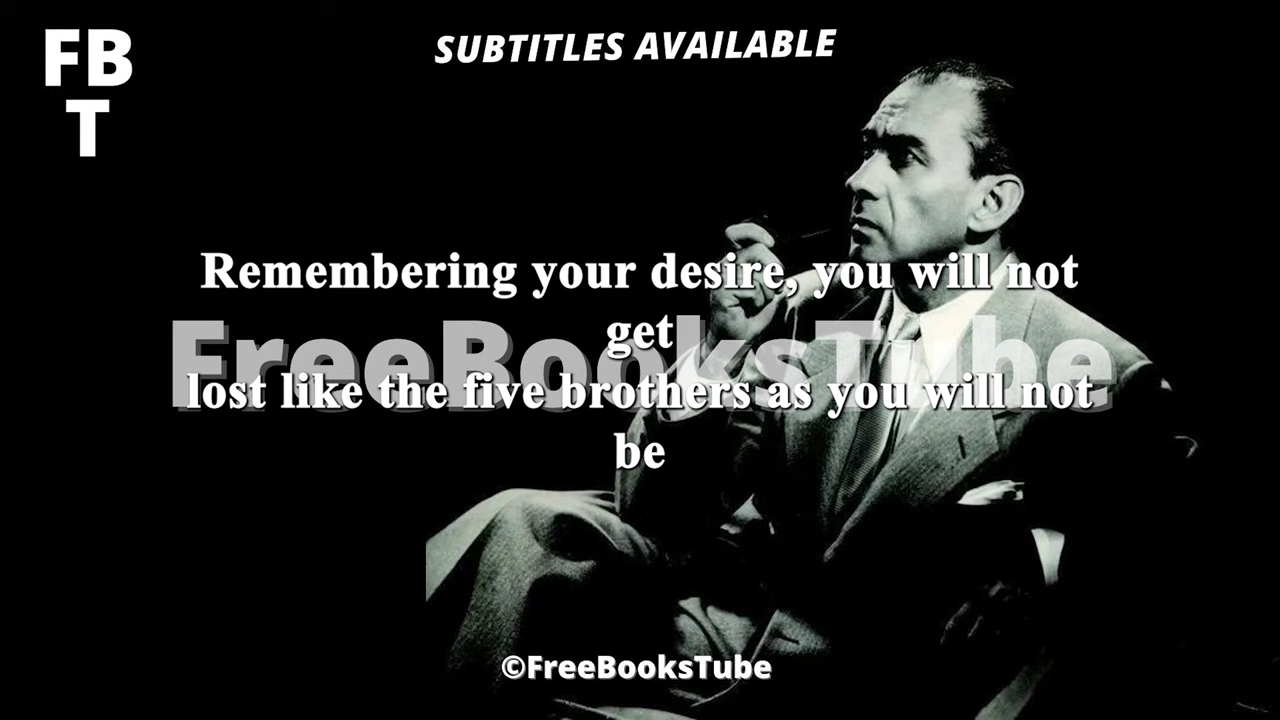 FB
T
SUBTITLES AVAILABLE
Remembering your desire, you will not
get
FreeBooksTube
lost like the five brothers as you will not
be
©FreeBooksTube